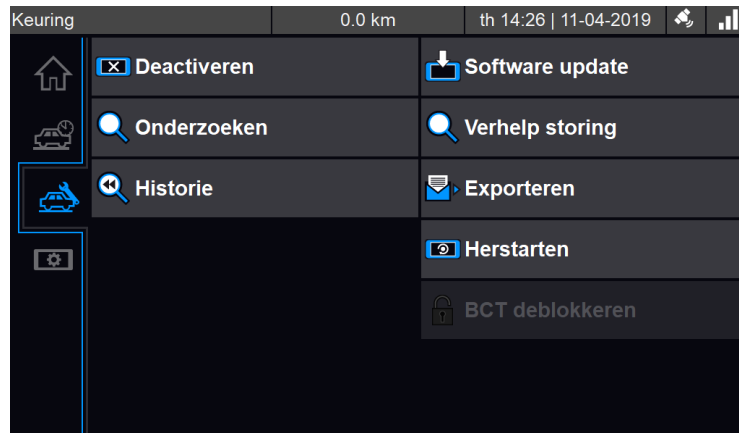 Keuring 0.0 km th 14:26 | 11-04-2019
Deactiveren
Software update
Onderzoeken
Verhelp storing
Historie
Exporteren
Herstarten
BCT deblokkeren